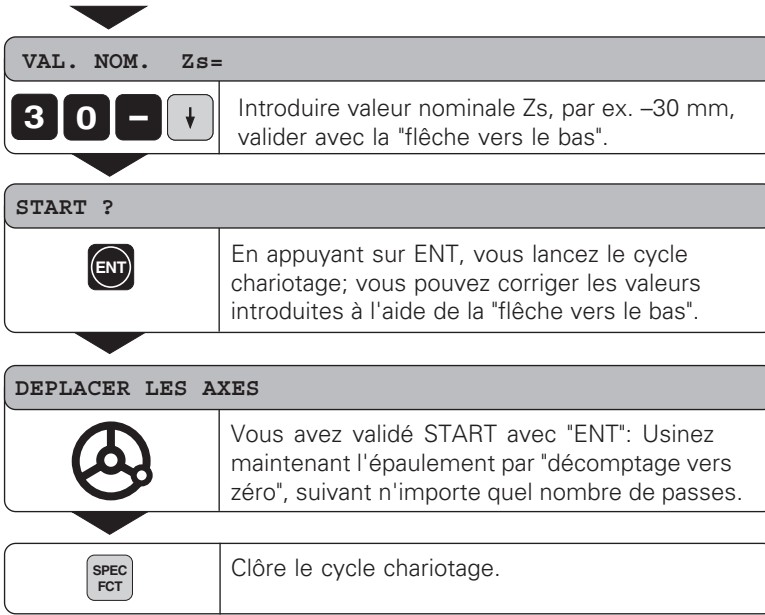 VAL. NOM. Zs=
3 0 – ↓
Introduire valeur nominale Zs, par ex. –30 mm,
valider avec la "flêche vers le bas".
START ?
ENT
En appuyant sur ENT, vous lancez le cycle
chariotage; vous pouvez corriger les valeurs
introduites à l'aide de la "flêche vers le bas".
DEPLACER LES AXES
Vous avez validé START avec "ENT": Usinez
maintenant l'épaulement par "décomptage vers
zéro", suivant n'importe quel nombre de passes.
SPEC
FCT
Clôre le cycle chariotage.